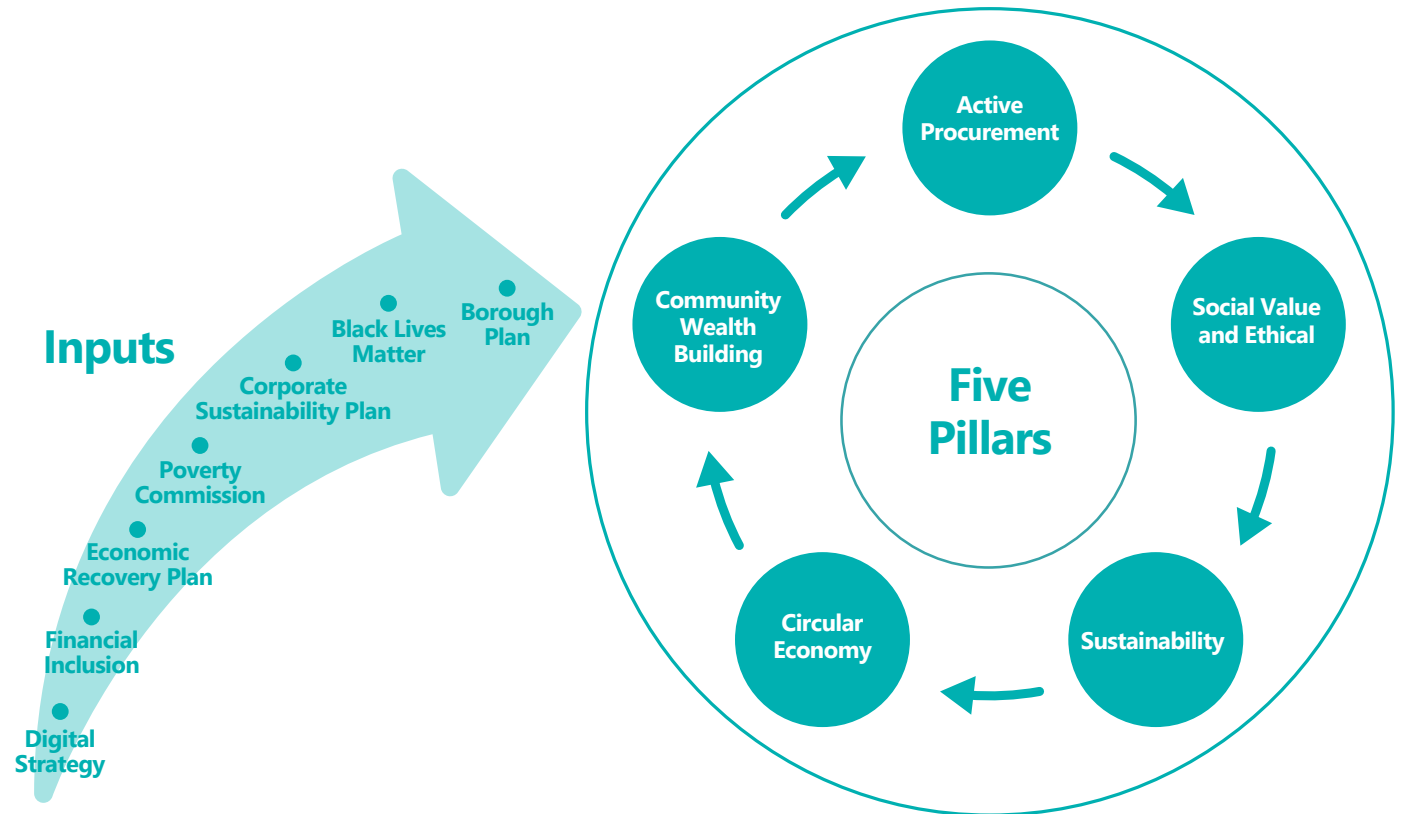 Inputs
Digital
Strategy
Financial
Inclusion
Economic
Recovery Plan
Poverty
Commission
Corporate
Sustainability Plan
Black Lives
Matter
Borough
Plan
Five
Pillars
Active
Procurement
Social Value
and Ethical
Sustainability
Circular
Economy
Community
Wealth
Building